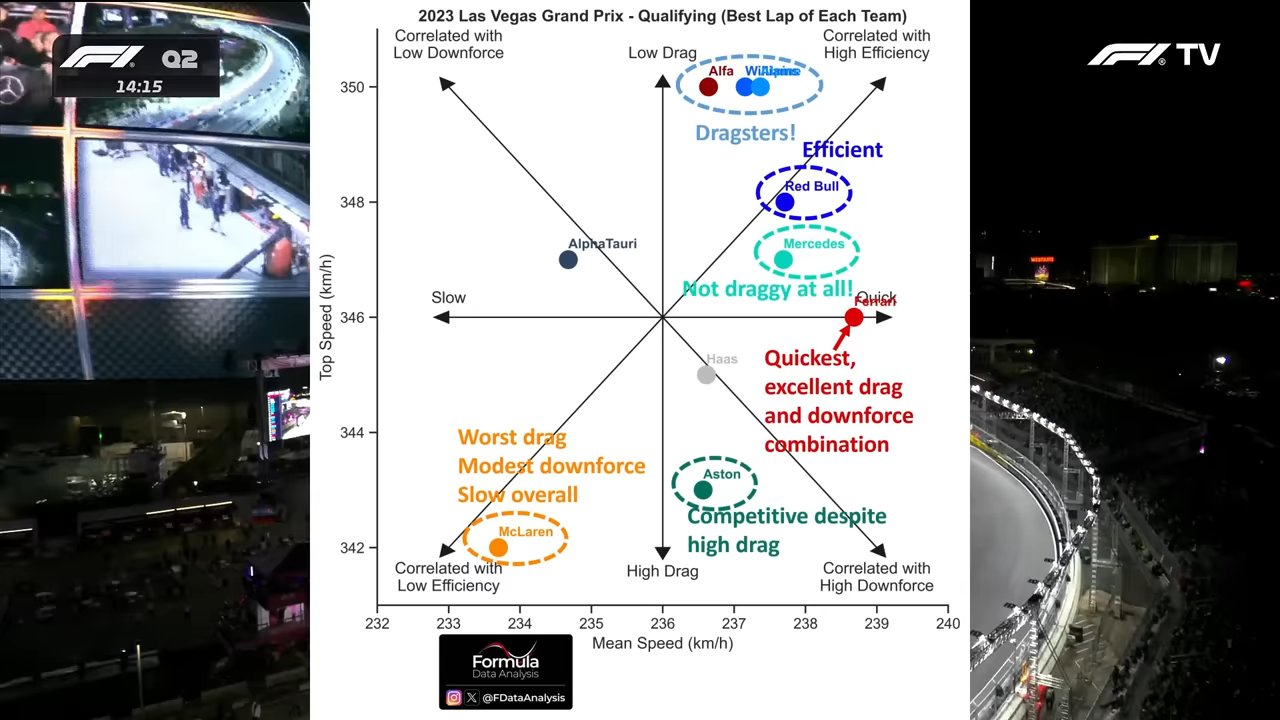 F1
Q2
14:15
F1 TV
2023 Las Vegas Grand Prix - Qualifying (Best Lap of Each Team)
Correlated with
Low Downforce
Low Drag
Correlated with
High Efficiency
Alfa
Williams
Alpine
Dragsters!
Efficient
Red Bull
AlphaTauri
Mercedes
Not draggy at all!
Slow
Quick
Ferrari
Haas
Quickest,
excellent drag
and downforce
combination
Worst drag
Modest downforce
Slow overall
McLaren
Aston
Competitive despite
high drag
Correlated with
Low Efficiency
High Drag
Correlated with
High Downforce
350
348
346
344
342
Top Speed (km/h)
232 233 234 235 236 237 238 239 240
Mean Speed (km/h)
Formula
Data Analysis
@FDataAnalysis